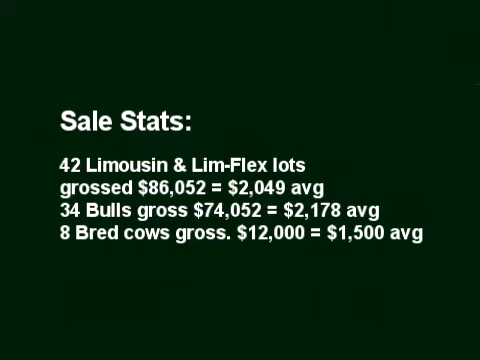 Sale Stats:
42 Limousin & Lim-Flex lots
grossed $86,052 = $2,049 avg
34 Bulls gross $74,052 = $2,178 avg
8 Bred cows gross. $12,000 = $1,500 avg